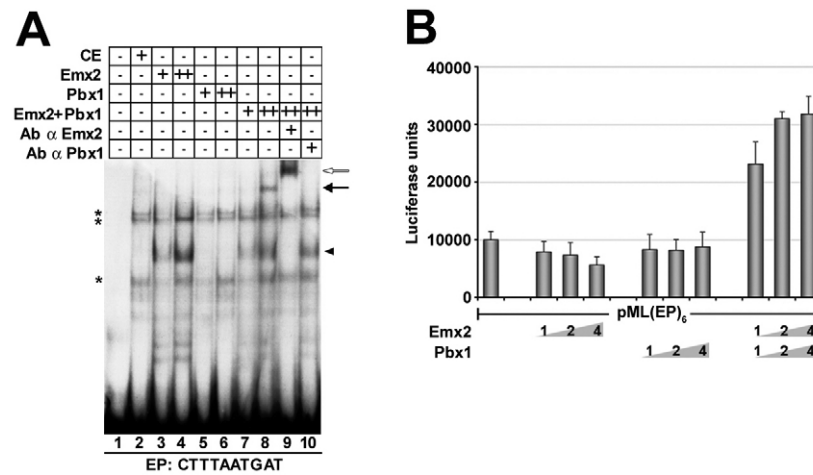 A
CE - + - - - - - - - -
Emx2 - - + ++ - - - - - -
Pbx1 - - - - + ++ - - - -
Emx2+Pbx1 - - - - - - + ++ ++ ++
Ab α Emx2 - - - - - - - - + -
Ab α Pbx1 - - - - - - - - - +
*
*
*
1 2 3 4 5 6 7 8 9 10
EP: CTTTAATGAT
B
Luciferase units
40000
30000
20000
10000
0
pML(EP)6
Emx2 1 2 4 1 2 4
Pbx1 1 2 4 1 2 4